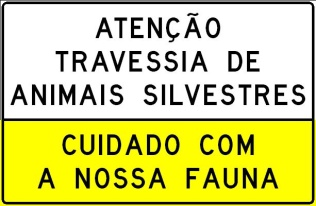 ATENÇÃO
TRAVESSIA DE
ANIMAIS SILVESTRES
CUIDADO COM
A NOSSA FAUNA